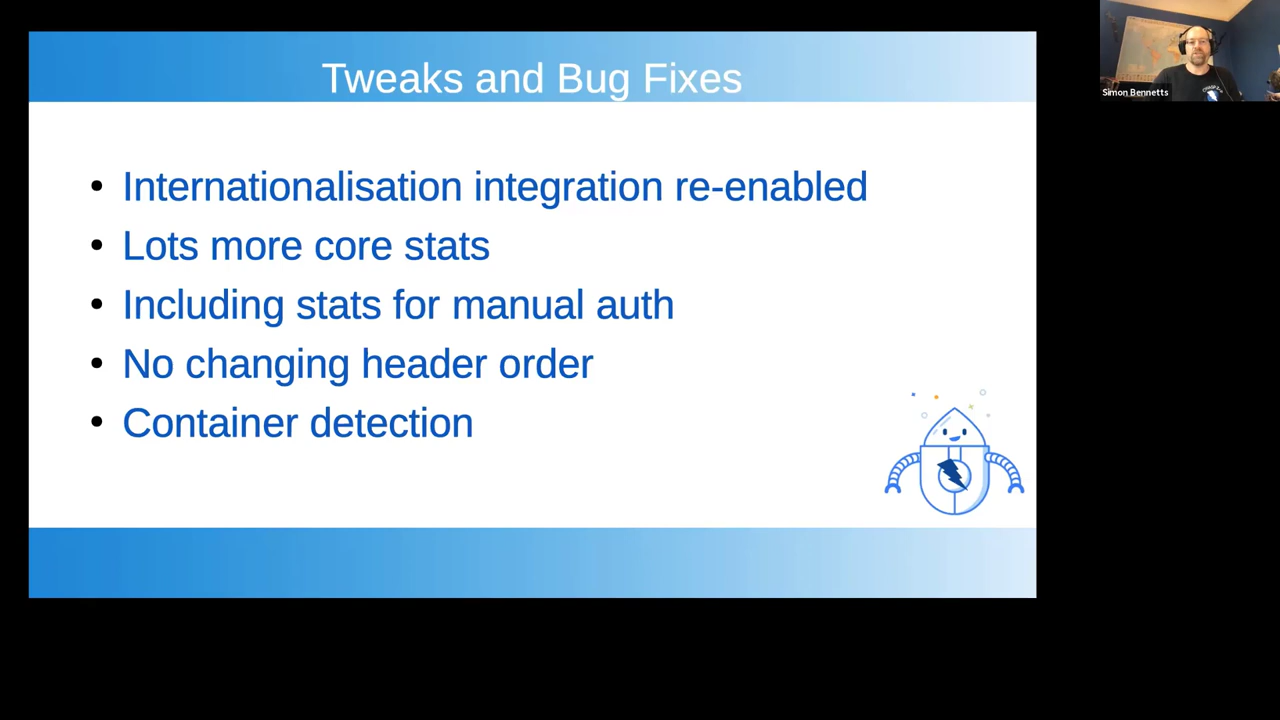 Tweaks and Bug Fixes
Internationalisation integration re-enabled
Lots more core stats
Including stats for manual auth
No changing header order
Container detection
Simon Bennetts